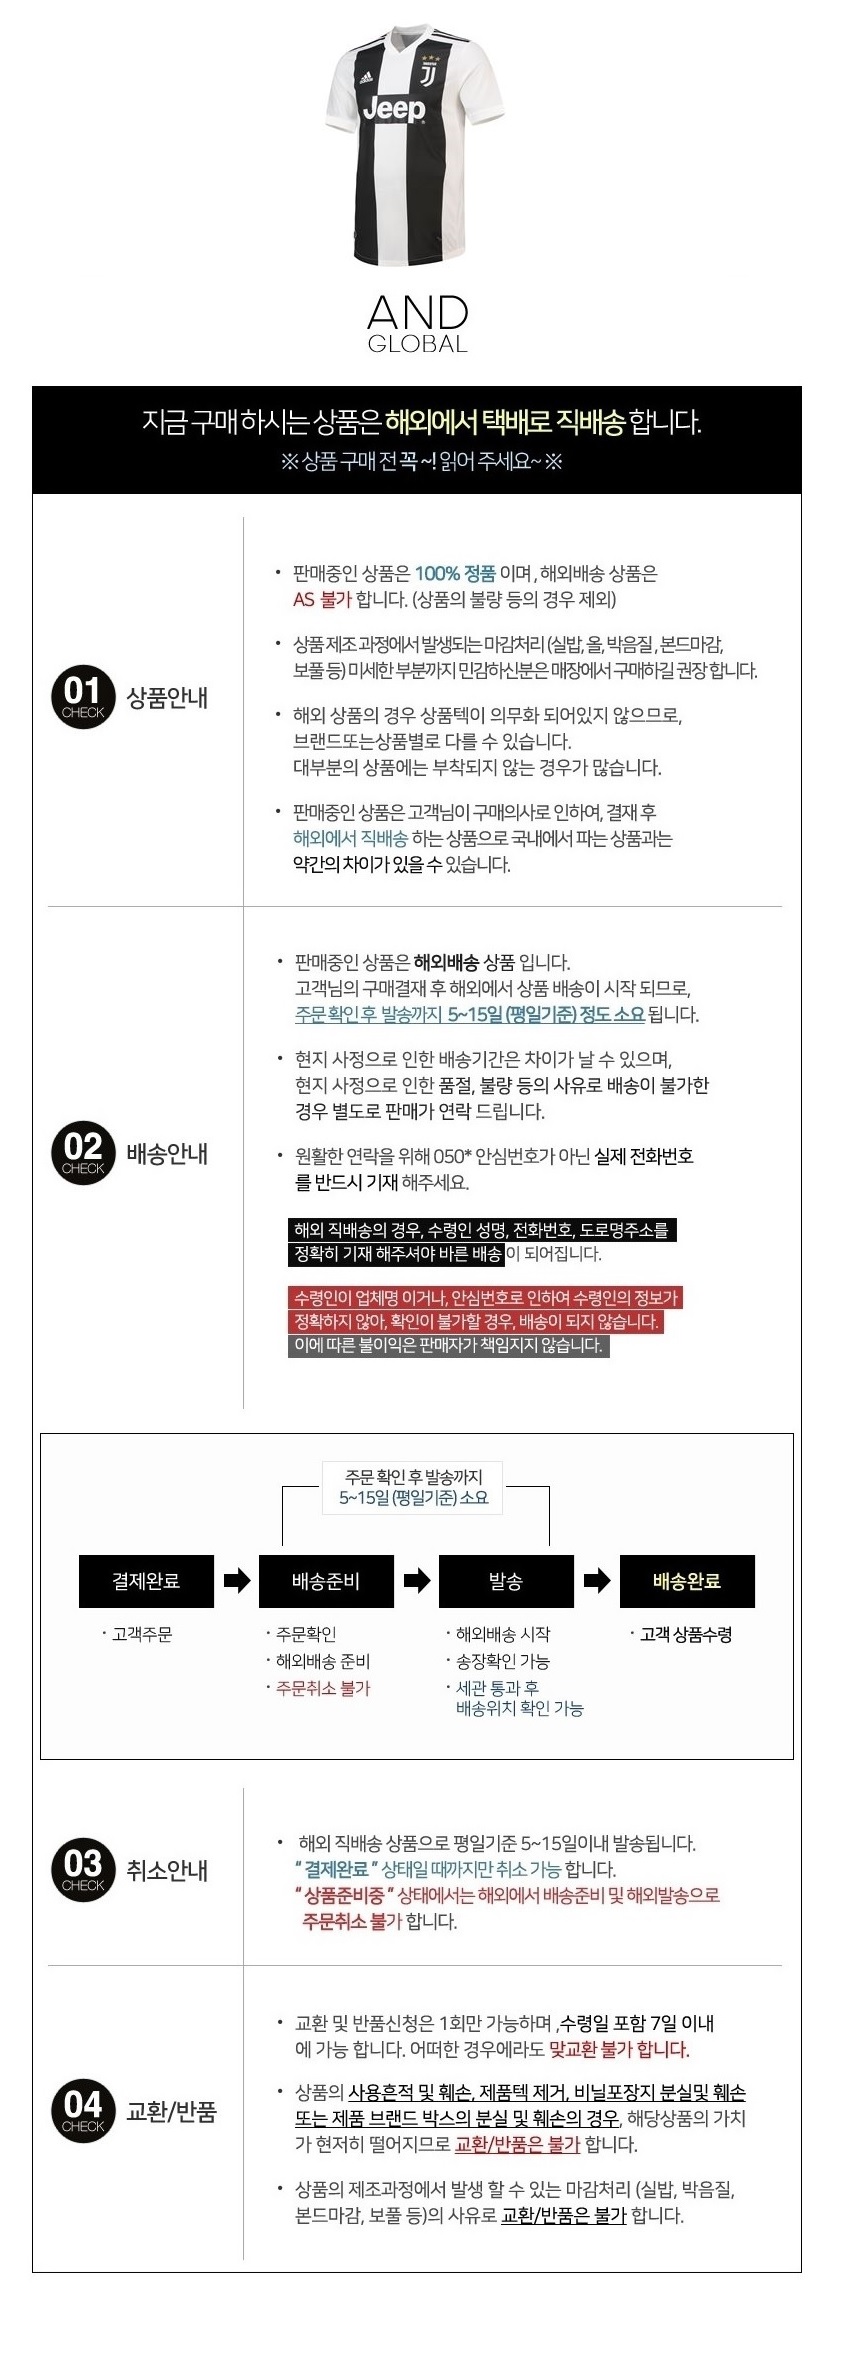 Jeep
AND
GLOBAL
지금 구매 하시는 상품은 해외에서 택배로 직배송 합니다.
※ 상품 구매 전 꼭 ~! 읽어 주세요~ ※
01
CHECK
상품안내
• 판매중인 상품은 100% 정품 이며 , 해외배송 상품은
AS 불가 합니다. (상품의 불량 등의 경우 제외)
• 상품 제조 과정에서 발생되는 마감처리 (실밥, 올, 박음질 , 본드마감,
보풀 등) 미세한 부분까지 민감하신분은 매장에서 구매하길 권장 합니다.
• 해외 상품의 경우 상품텍이 의무화 되어있지 않으므로,
브랜드또는상품별로 다를 수 있습니다.
대부분의 상품에는 부착되지 않는 경우가 많습니다.
• 판매중인 상품은 고객님이 구매의사로 인하여, 결재 후
해외에서 직배송 하는 상품으로 국내에서 파는 상품과는
약간의 차이가 있을 수 있습니다.
02
CHECK
배송안내
• 판매중인 상품은 해외배송 상품 입니다.
고객님의 구매결재 후 해외에서 상품 배송이 시작 되므로,
주문 확인 후 발송까지 5~15일 (평일기준) 정도 소요 됩니다.
• 현지 사정으로 인한 배송기간은 차이가 날 수 있으며,
현지 사정으로 인한 품절, 불량 등의 사유로 배송이 불가한
경우 별도로 판매가 연락 드립니다.
• 원활한 연락을 위해 050* 안심번호가 아닌 실제 전화번호
를 반드시 기재 해주세요.
해외 직배송의 경우, 수령인 성명, 전화번호, 도로명주소를
정확히 기재 해주셔야 바른 배송이 되어집니다.
수령인이 업체명 이거나, 안심번호로 인하여 수령인의 정보가
정확하지 않아, 확인이 불가할 경우, 배송이 되지 않습니다.
이에 따른 불이익은 판매자가 책임지지 않습니다.
주문 확인 후 발송까지
5~15일 (평일기준) 소요
결제완료
배송준비
발송
배송완료
· 고객주문
· 주문확인
· 해외배송 준비
· 주문취소 불가
· 해외배송 시작
· 송장확인 가능
· 세관 통과 후
배송위치 확인 가능
· 고객 상품수령
03
CHECK
취소안내
• 해외 직배송 상품으로 평일기준 5~15일이내 발송됩니다.
“ 결제완료 ” 상태일 때까지만 취소 가능 합니다.
“ 상품준비중 ” 상태에서는 해외에서 배송준비 및 해외발송으로
주문취소 불가 합니다.
04
CHECK
교환/반품
• 교환 및 반품신청은 1회만 가능하며 ,수령일 포함 7일 이내
에 가능 합니다. 어떠한 경우에라도 맞교환 불가 합니다.
• 상품의 사용흔적 및 훼손, 제품텍 제거, 비닐포장지 분실및 훼손
또는 제품 브랜드 박스의 분실 및 훼손의 경우, 해당상품의 가치
가 현저히 떨어지므로 교환/반품은 불가 합니다.
• 상품의 제조과정에서 발생 할 수 있는 마감처리 (실밥, 박음질,
본드마감, 보풀 등)의 사유로 교환/반품은 불가 합니다.